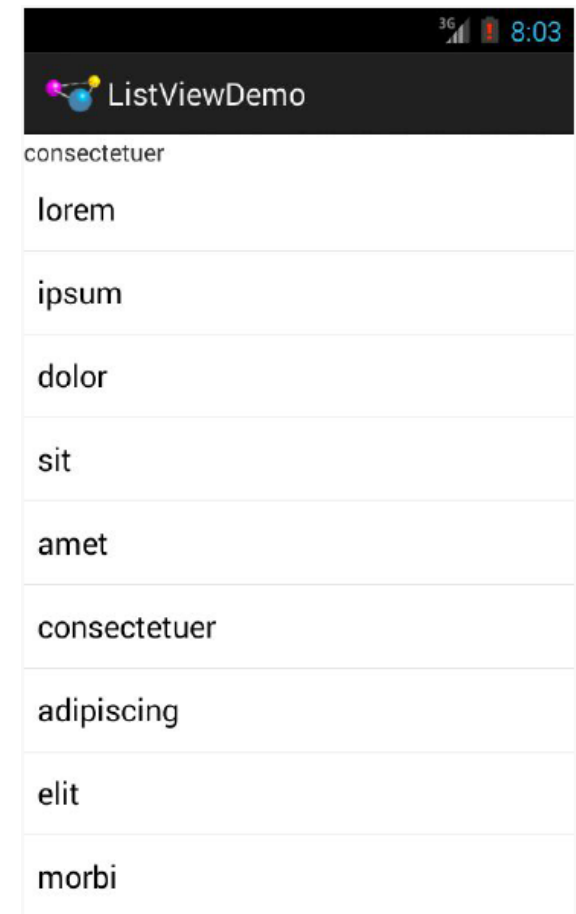 3G 8:03
ListViewDemo
consectetuer
lorem
ipsum
dolor
sit
amet
consectetuer
adipiscing
elit
morbi